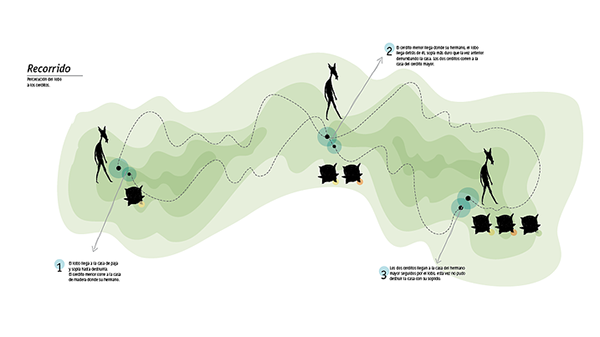 Recorrido
Persecución del lobo
a los cerditos.
2
El cerdito menor llega donde su hermano, el lobo
llega detrás de él, sopla más duro que la vez anterior
derrumbando la casa. Los dos cerditos corren a la
casa del cerdito mayor.
1
El lobo llega a la casa de paja
y sopla hasta destruirla.
El cerdito menor corre a la casa
de madera donde su hermano.
3
Los dos cerditos llegan a la casa del hermano
mayor seguidos por el lobo, esta vez no pudo
destruir la casa con su soplido.